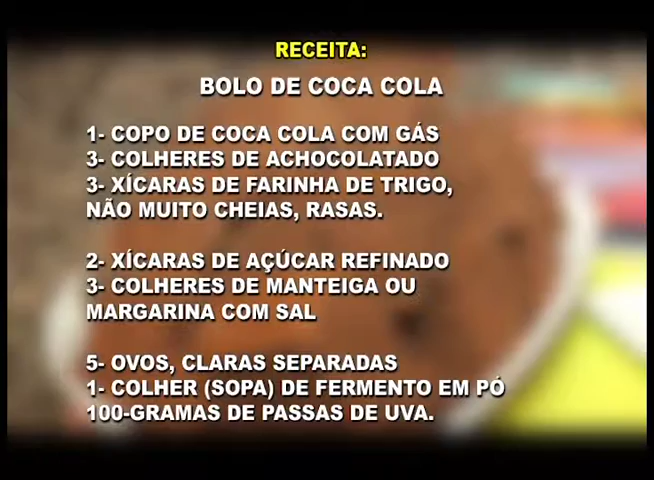 RECEITA:
BOLO DE COCA COLA
1- COPO DE COCA COLA COM GÁS
3- COLHERES DE ACHOCOLATADO
3- XÍCARAS DE FARINHA DE TRIGO,
NÃO MUITO CHEIAS, RASAS.
2- XÍCARAS DE AÇÚCAR REFINADO
3- COLHERES DE MANTEIGA OU
MARGARINA COM SAL
5- OVOS, CLARAS SEPARADAS
1- COLHER (SOPA) DE FERMENTO EM PÓ
100-GRAMAS DE PASSAS DE UVA.